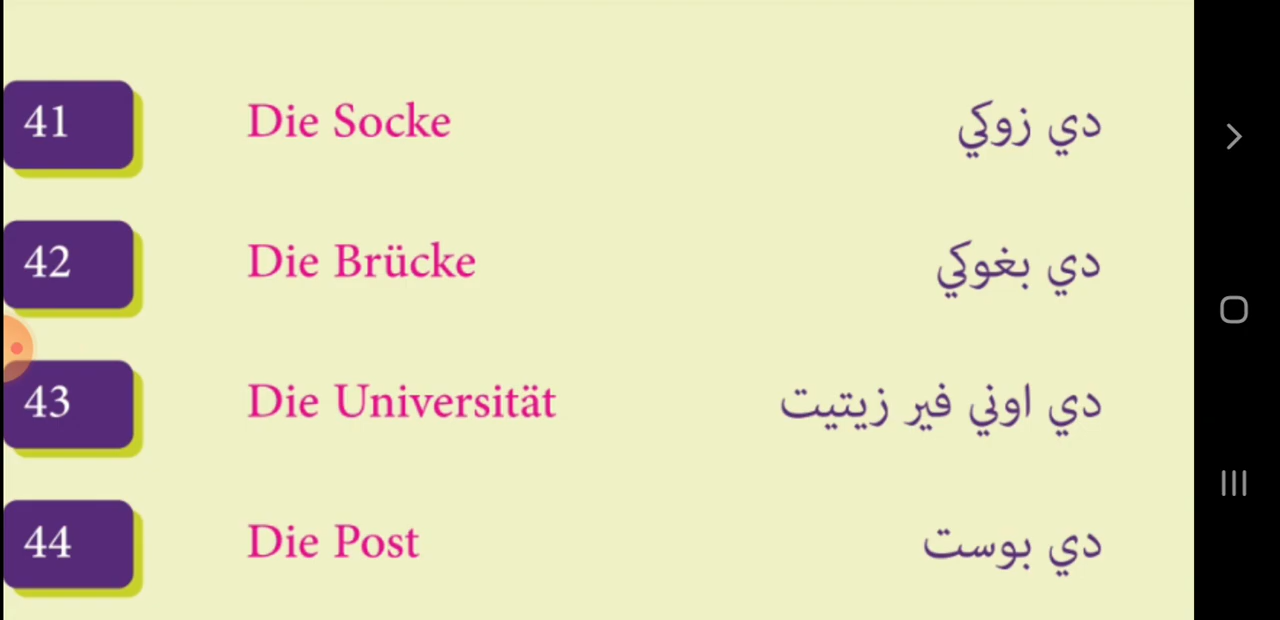 41 Die Socke دي زوكي
42 Die Brücke دي بغوكي
43 Die Universität دي اوني فير زيتيت
44 Die Post دي بوست